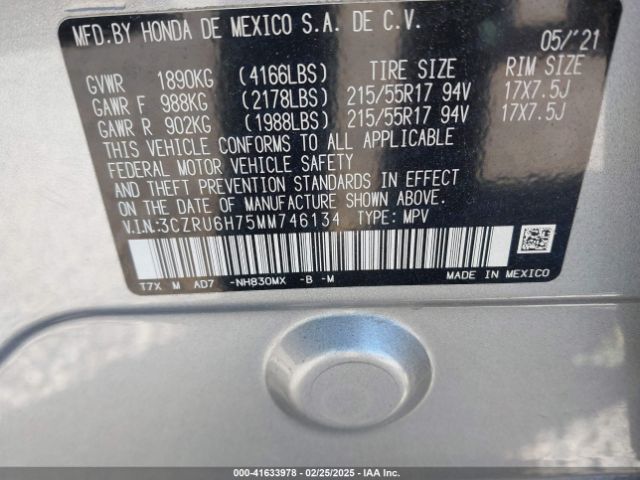 MFD.BY HONDA DE MEXICO S.A. DE C.V.
05/'21
GVWR 1890KG (4166LBS) TIRE SIZE RIM SIZE
GAWR F 988KG (2178LBS) 215/55R17 94V 17X7.5J
GAWR R 902KG (1988LBS) 215/55R17 94V 17X7.5J
THIS VEHICLE CONFORMS TO ALL APPLICABLE
FEDERAL MOTOR VEHICLE SAFETY
AND THEFT PREVENTION STANDARDS IN EFFECT
ON THE DATE OF MANUFACTURE SHOWN ABOVE.
V.I.N.:3CZRU6H75MM746134 TYPE: MPV
T7X M AD7 -NH830MX -B -M MADE IN MEXICO
000-41633978 - 02/25/2025 - IAA Inc.